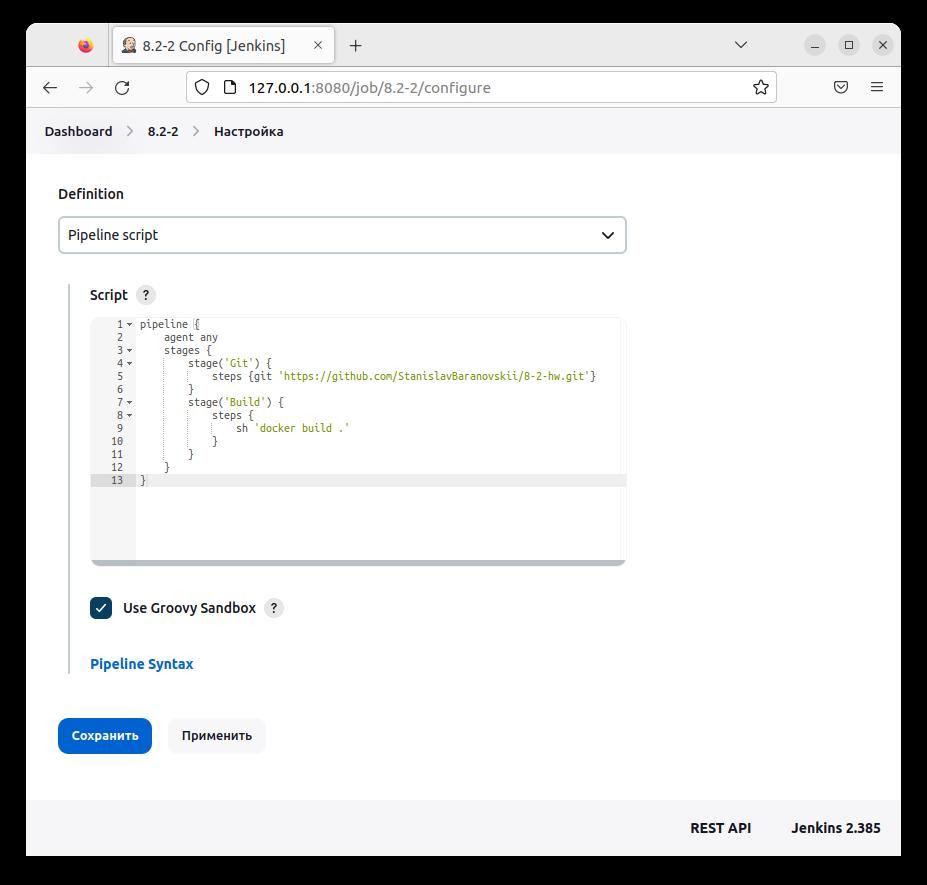 8.2-2 Config [Jenkins]
127.0.0.1:8080/job/8.2-2/configure
Dashboard 8.2-2 Настройка
Definition
Pipeline script
Script ?
1 pipeline {
2 agent any
3 stages {
4 stage('Git') {
5 steps {git 'https://github.com/StanislavBaranovskii/8-2-hw.git'}
6 }
7 stage('Build') {
8 steps {
9 sh 'docker build .'
10 }
11 }
12 }
13 }
Use Groovy Sandbox ?
Pipeline Syntax
Сохранить Применить
REST API Jenkins 2.385